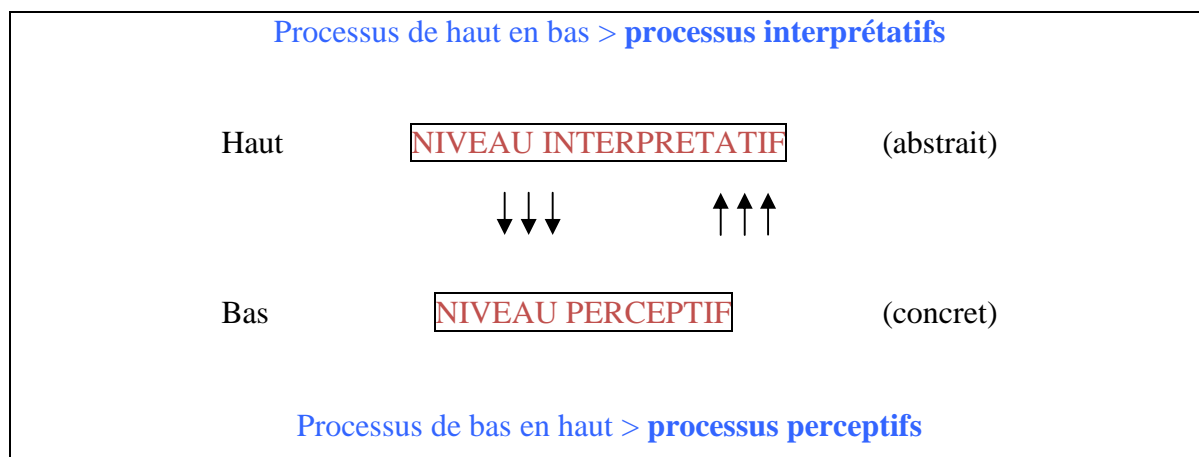 Processus de haut en bas > processus interprétatifs
Haut NIVEAU INTERPRETATIF (abstrait)
Bas NIVEAU PERCEPTIF (concret)
Processus de bas en haut > processus perceptifs